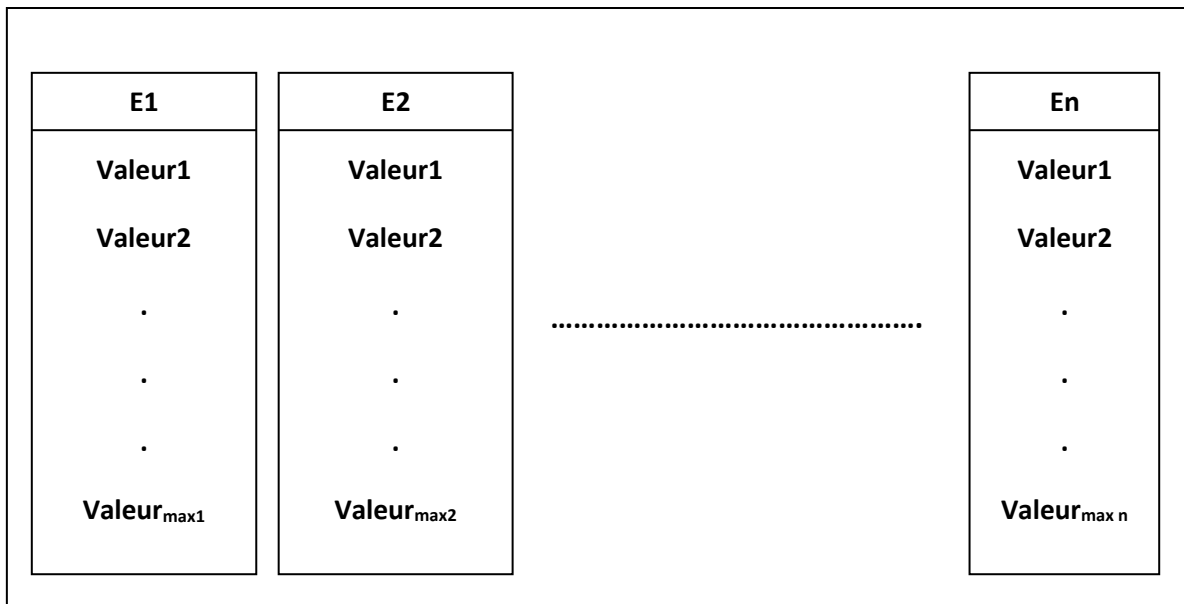 E1 E2 En
Valeur1 Valeur1 Valeur1
Valeur2 Valeur2 Valeur2
. . .
……………………………………………
. . .
. . .
Valeurmax1 Valeurmax2 Valeurmax n